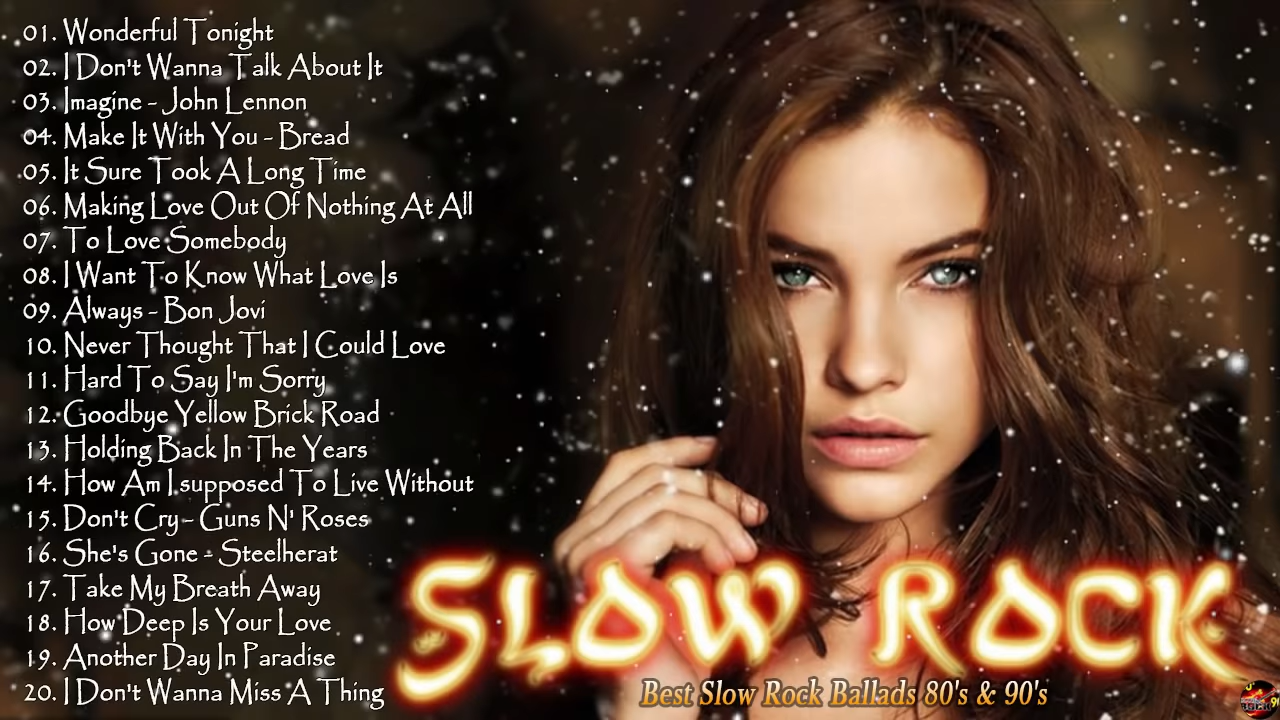 01. Wonderful Tonight
02. I Don't Wanna Talk About It
03. Imagine - John Lennon
04. Make It With You - Bread
05. It Sure Took A Long Time
06. Making Love Out Of Nothing At All
07. To Love Somebody
08. I Want To Know What Love Is
09. Always - Bon Jovi
10. Never Thought That I Could Love
11. Hard To Say I'm Sorry
12. Goodbye Yellow Brick Road
13. Holding Back In The Years
14. How Am I supposed To Live Without
15. Don't Cry - Guns N' Roses
16. She's Gone - Steelherat
17. Take My Breath Away
18. How Deep Is Your Love
19. Another Day In Paradise
20. I Don't Wanna Miss A Thing
SLOW ROCK
Best Slow Rock Ballads 80's & 90's